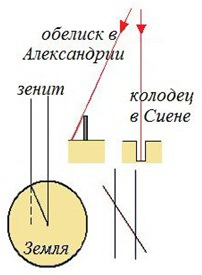 обелиск в
Александрии
зенит
колодец
в Сиене
Земля